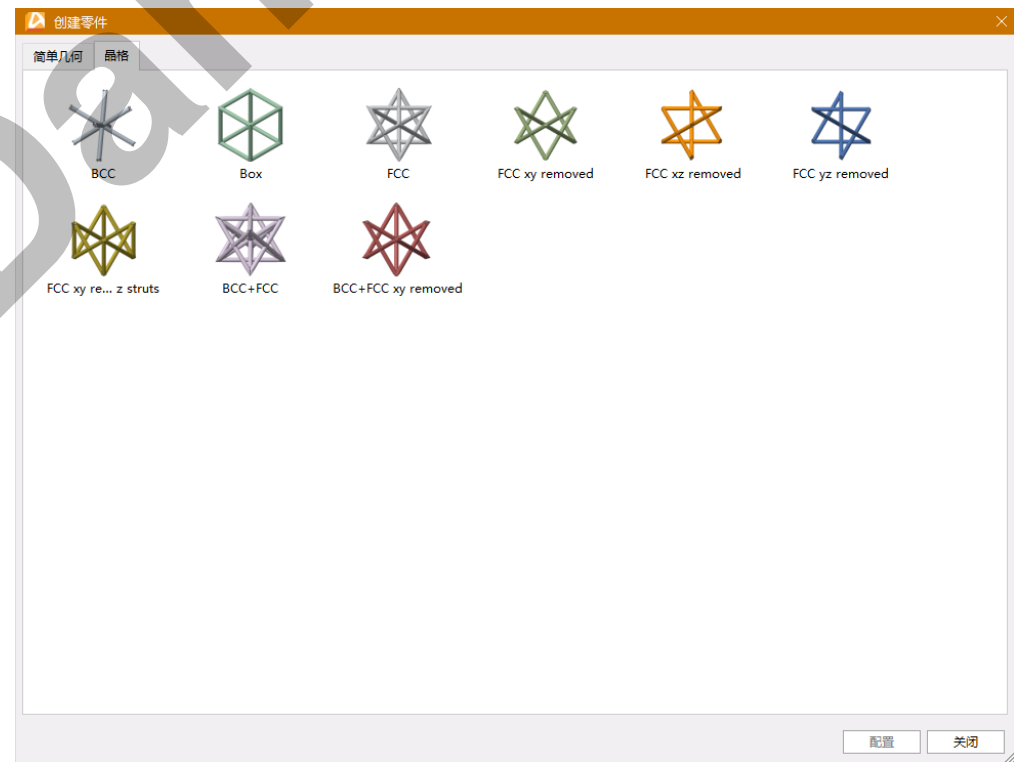 创建零件
简单几何 晶格
BCC Box FCC FCC xy removed FCC xz removed FCC yz removed
FCC xy re... z struts BCC+FCC BCC+FCC xy removed
配置 关闭